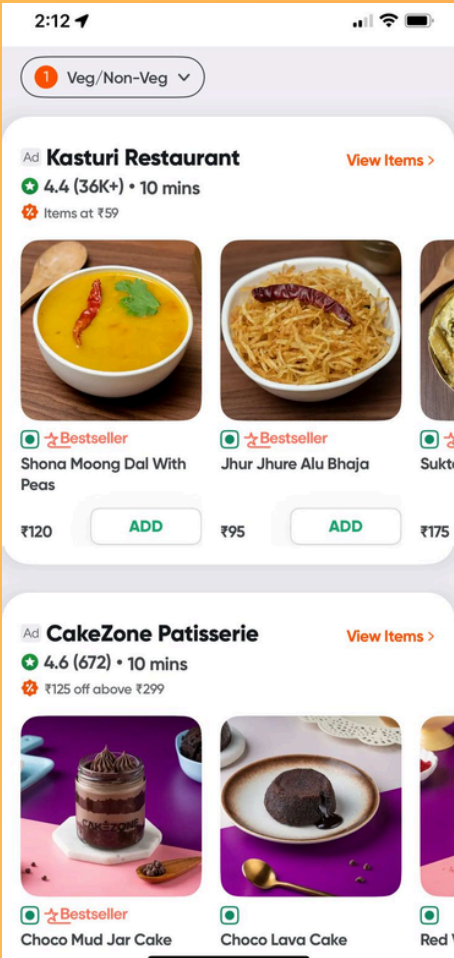 2:12
1 Veg/Non-Veg
Ad Kasturi Restaurant
View Items >
4.4 (36K+) • 10 mins
Items at ₹59
Bestseller
Shona Moong Dal With
Peas
₹120
ADD
Bestseller
Jhur Jhure Alu Bhaja
₹95
ADD
₹175
Ad CakeZone Patisserie
View Items >
4.6 (672) • 10 mins
₹125 off above ₹299
CAKEZONE
Bestseller
Choco Mud Jar Cake
Choco Lava Cake
Red